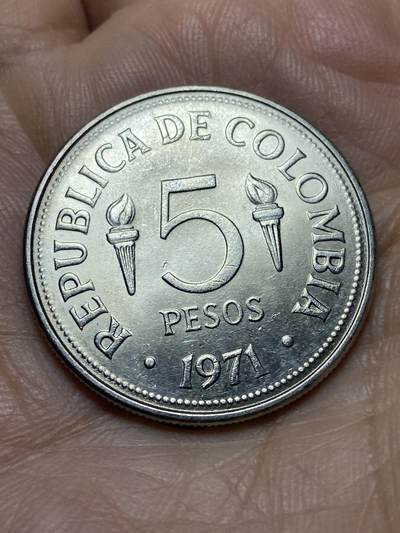 REPUBLICA DE COLOMBIA
5
PESOS
· 1971 ·